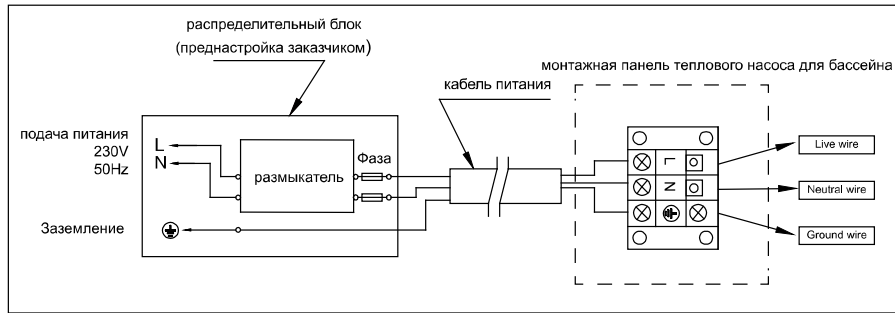 распределительный блок
(преднастройка заказчиком)
монтажная панель теплового насоса для бассейна
кабель питания
подача питания
230V
50Hz
L
N
размыкатель
Фаза
Заземление
L
N
Live wire
Neutral wire
Ground wire